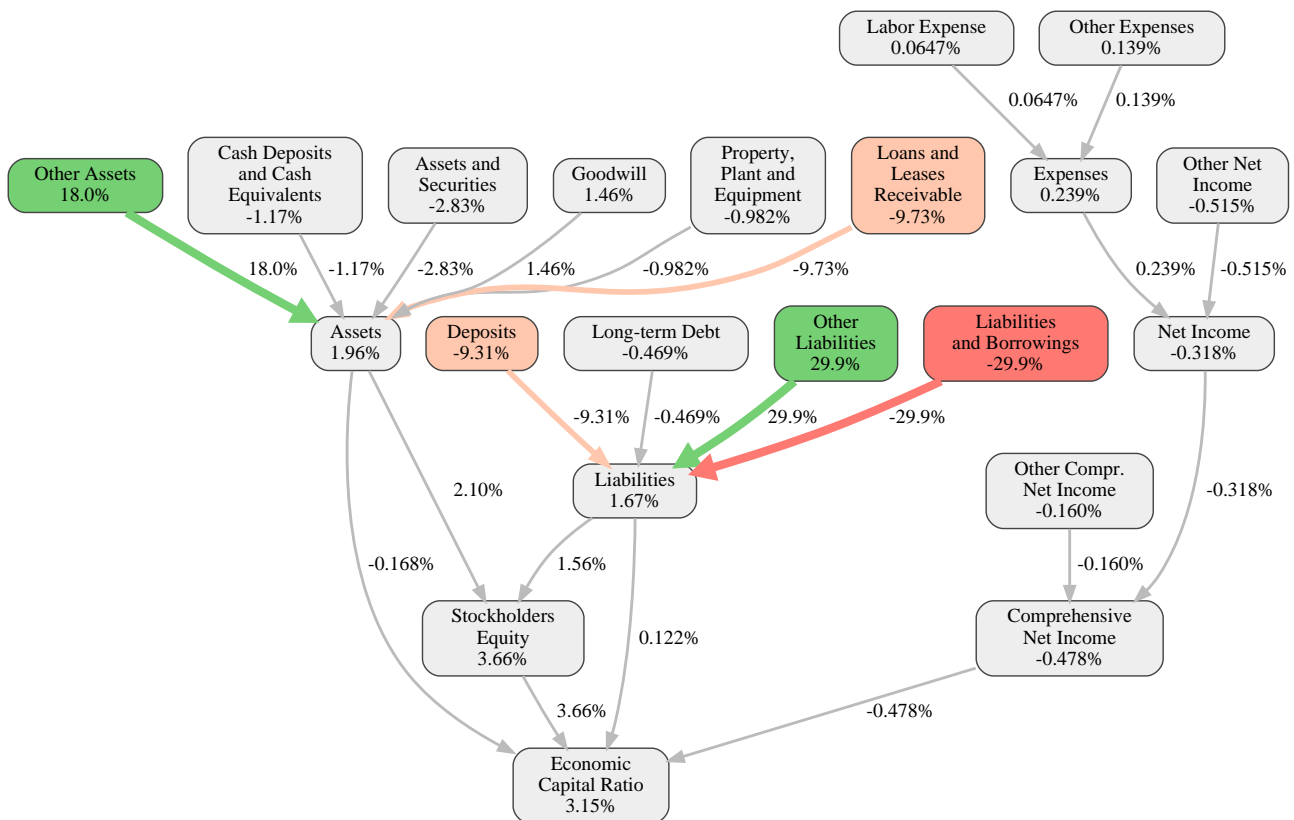 Labor Expense
0.0647%
Other Expenses
0.139%
0.0647%
0.139%
Other Assets
18.0%
Cash Deposits
and Cash
Equivalents
-1.17%
Assets and
Securities
-2.83%
Goodwill
1.46%
Property,
Plant and
Equipment
-0.982%
Loans and
Leases
Receivable
-9.73%
Expenses
0.239%
Other Net
Income
-0.515%
18.0%
-1.17%
-2.83%
1.46%
-0.982%
-9.73%
0.239%
-0.515%
Assets
1.96%
Deposits
-9.31%
Long-term Debt
-0.469%
Other
Liabilities
29.9%
Liabilities
and Borrowings
-29.9%
Net Income
-0.318%
-9.31%
-0.469%
29.9%
-29.9%
Liabilities
1.67%
Other Compr.
Net Income
-0.160%
2.10%
-0.318%
-0.168%
1.56%
-0.160%
Stockholders
Equity
3.66%
0.122%
Comprehensive
Net Income
-0.478%
3.66%
-0.478%
Economic
Capital Ratio
3.15%